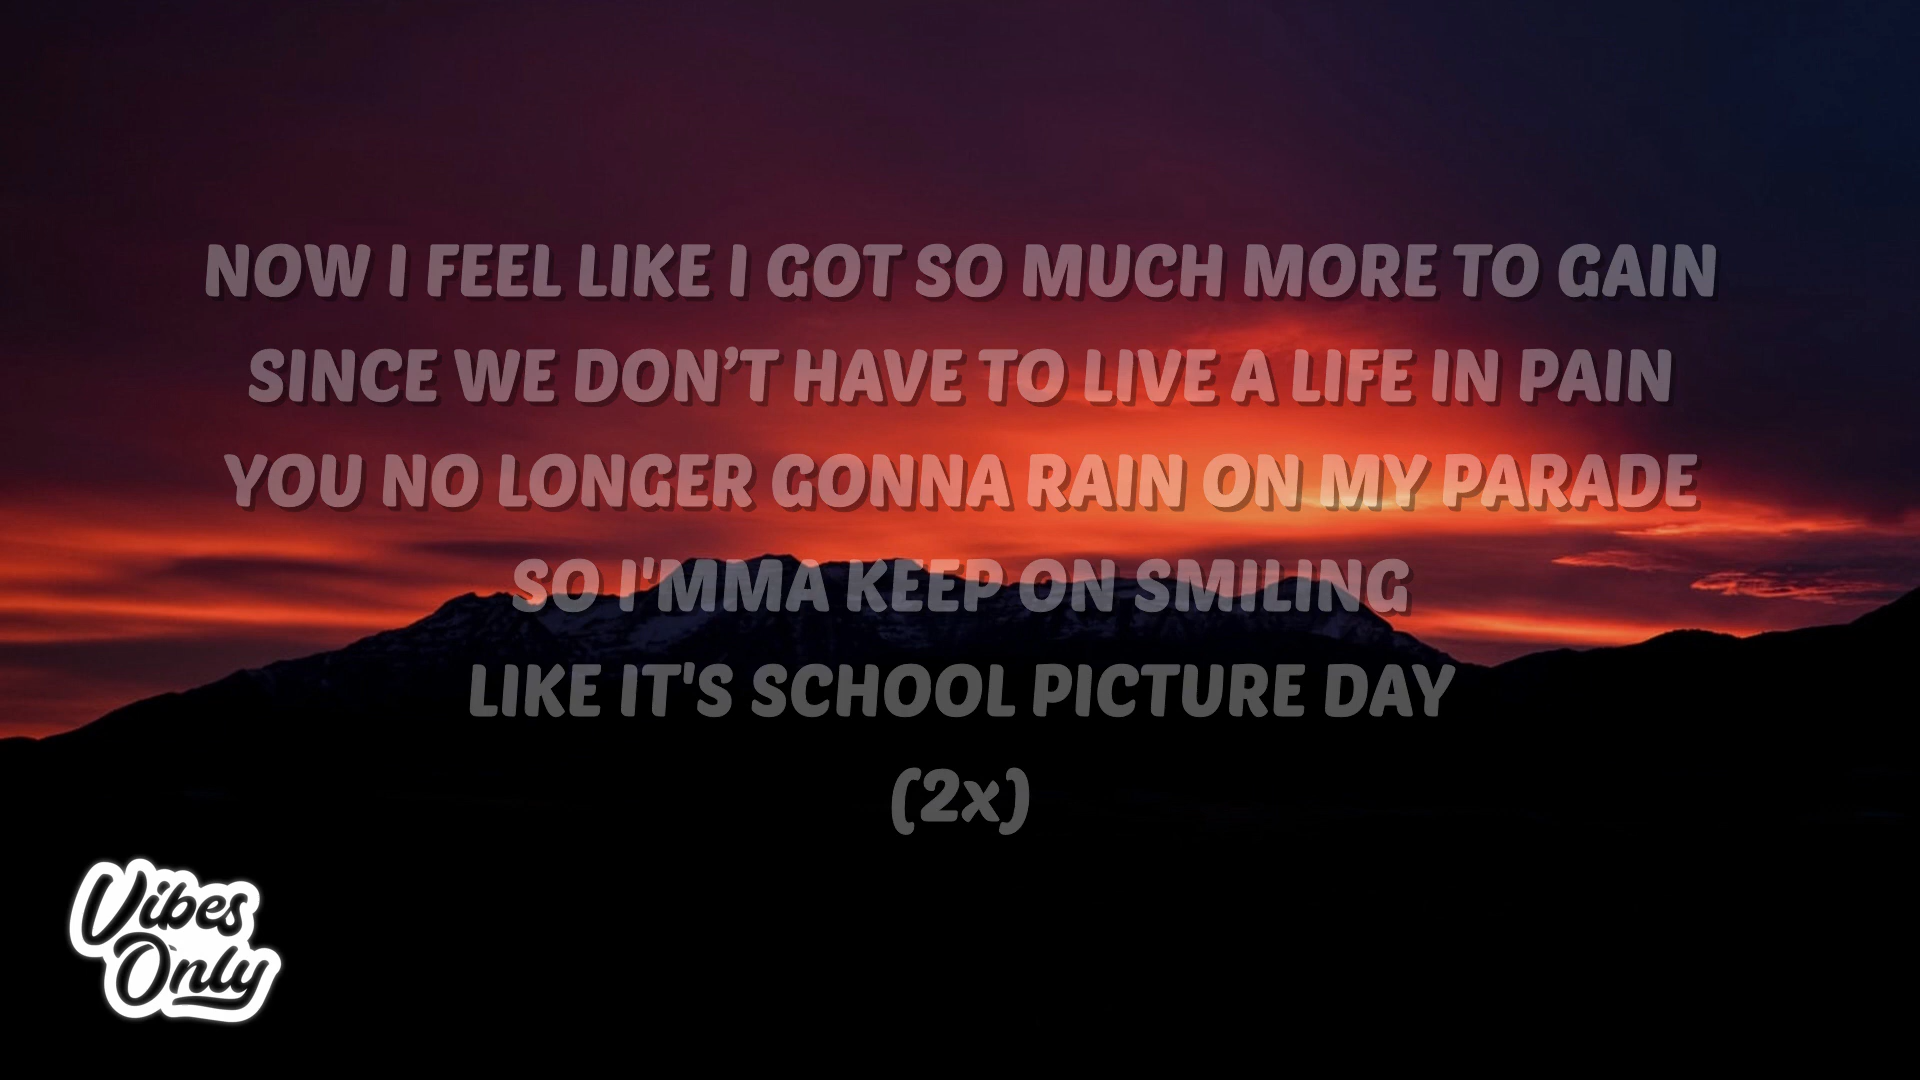 NOW I FEEL LIKE I GOT SO MUCH MORE TO GAIN
SINCE WE DON’T HAVE TO LIVE A LIFE IN PAIN
YOU NO LONGER GONNA RAIN ON MY PARADE
SO I'MMA KEEP ON SMILING
LIKE IT'S SCHOOL PICTURE DAY
(2x)
Vibes
Only